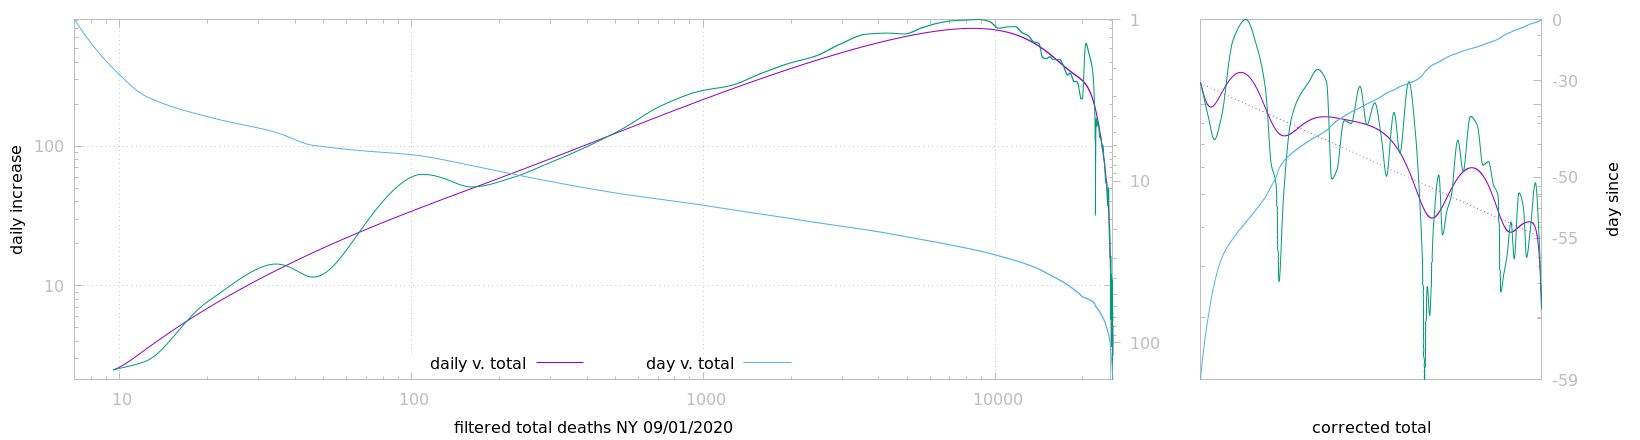 daily increase
100
10
1
10
100
daily v. total
day v. total
10
100
1000
10000
filtered total deaths NY 09/01/2020
0
-30
-50
-55
-59
day since
corrected total